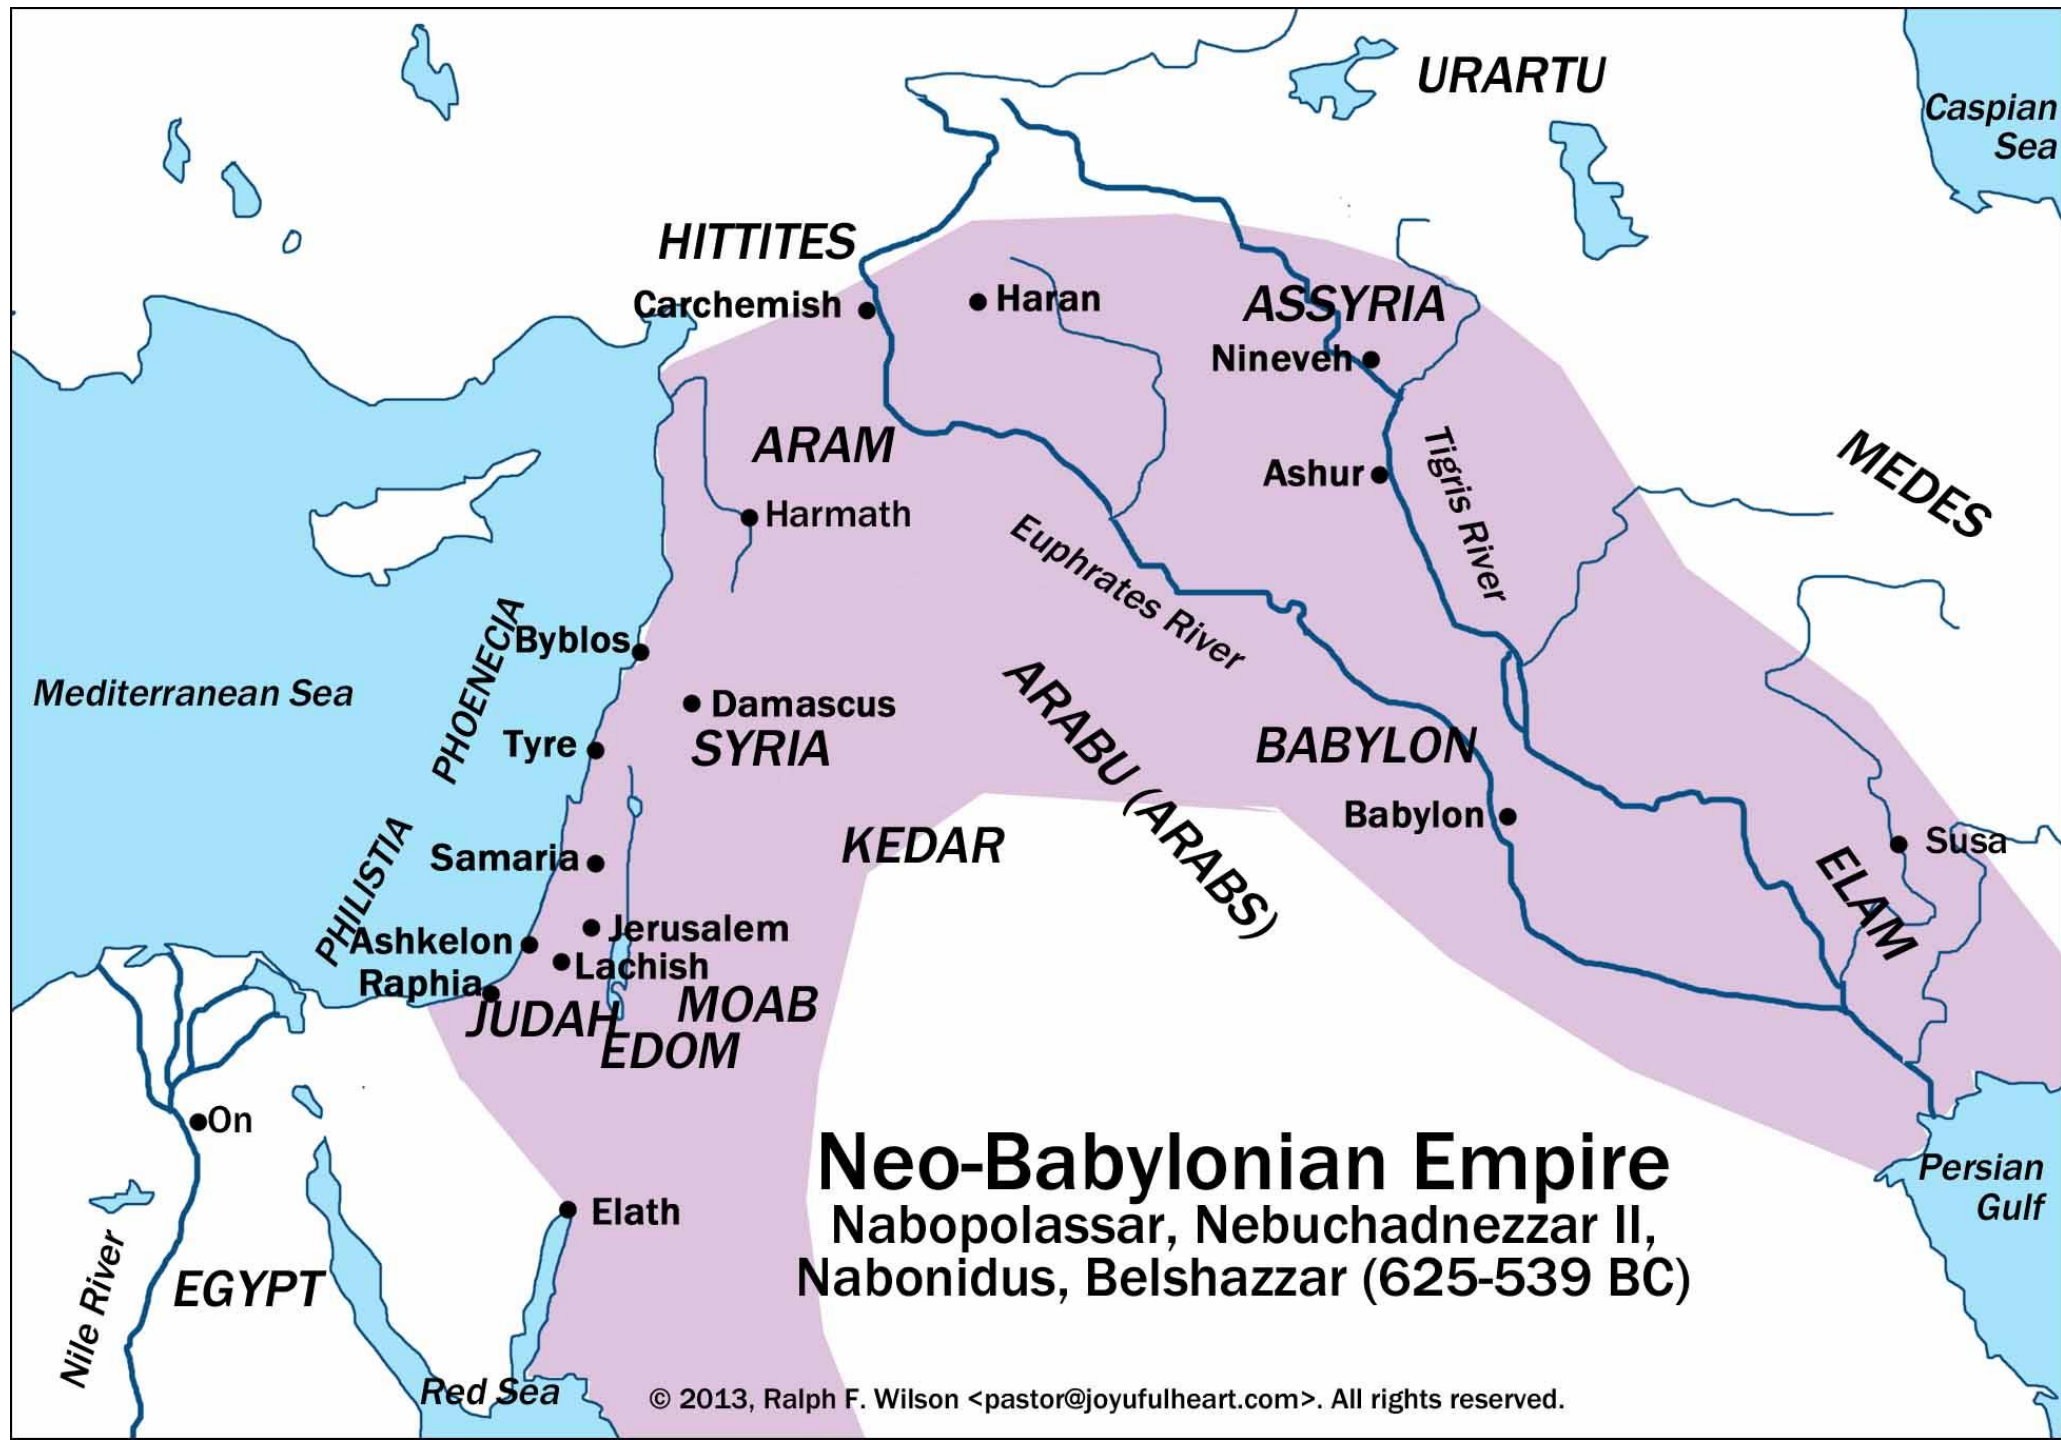 URARTU
Caspian
Sea
HITTITES
Carchemish
Haran
ASSYRIA
Nineveh
ARAM
Ashur
Tigris River
MEDES
Harmath
Euphrates River
PHOENECIA
Byblos
Mediterranean Sea
Damascus
SYRIA
Tyre
ARABU (ARABS)
BABYLON
Babylon
KEDAR
PHILISTIA
Samaria
Susa
ELAM
Jerusalem
Ashkelon
Lachish
Raphia
JUDAH
MOAB
EDOM
On
Neo-Babylonian Empire
Nabopolassar, Nebuchadnezzar II,
Nabonidus, Belshazzar (625-539 BC)
Persian
Gulf
Elath
Nile River
EGYPT
Red Sea
© 2013, Ralph F. Wilson <pastor@joyufulheart.com>. All rights reserved.